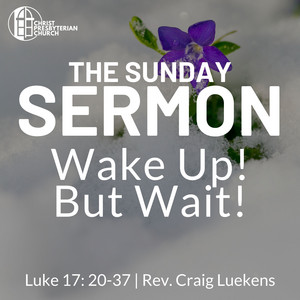 CHRIST
PRESBYTERIAN
CHURCH
THE SUNDAY
SERMON
Wake Up!
But Wait!
Luke 17: 20-37 | Rev. Craig Luekens